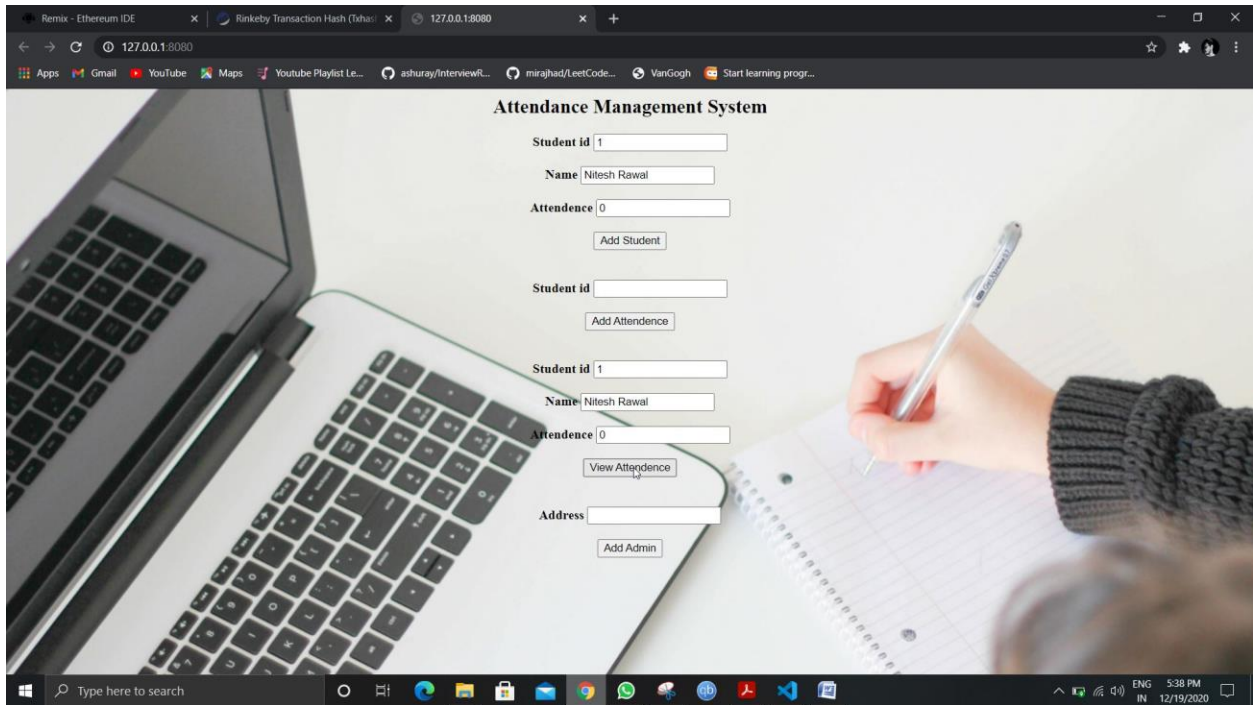 Remix - Ethereum IDE
Rinkeby Transaction Hash (Txhas
127.0.0.1:8080
127.0.0.1:8080
Apps Gmail YouTube Maps Youtube Playlist Le... ashuray/InterviewR... mirajhad/LeetCode... VanGogh Start learning progr...
Attendance Management System
Student id 1
Name Nitesh Rawal
Attendence 0
Add Student
Student id
Add Attendence
Student id 1
Name Nitesh Rawal
Attendence 0
View Attendence
Address
Add Admin
Type here to search
qb
ENG
IN
5:38 PM
12/19/2020